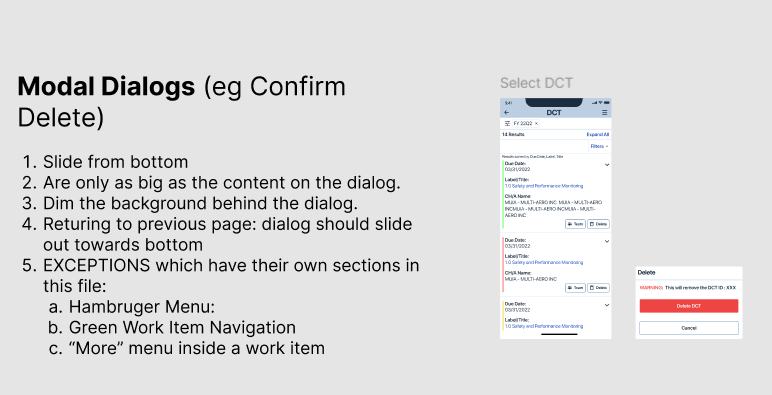 Modal Dialogs (eg Confirm
Delete)
1. Slide from bottom
2. Are only as big as the content on the dialog.
3. Dim the background behind the dialog.
4. Returing to previous page: dialog should slide
out towards bottom
5. EXCEPTIONS which have their own sections in
this file:
a. Hambruger Menu:
b. Green Work Item Navigation
c. “More” menu inside a work item
Select DCT
9:41
DCT
FY 22Q2 ×
14 Results Expand All
Filters
Results sorted by Due Date, Label, Title
Due Date:
03/31/2022
Label/Title:
1.0 Safety and Performance Monitoring
CH/A Name:
MUIA - MULTI-AERO INC MUIA - MULTI-AERO
INCMUIA - MULTI-AERO INCMUIA - MULTI-
AERO INC
Team Delete
Due Date:
03/31/2022
Label/Title:
1.0 Safety and Performance Monitoring
CH/A Name:
MUIA - MULTI-AERO INC
Team Delete
Due Date:
03/31/2022
Label/Title:
1.0 Safety and Performance Monitoring
Delete
WARNING: This will remove the DCT ID : XXX
Delete DCT
Cancel